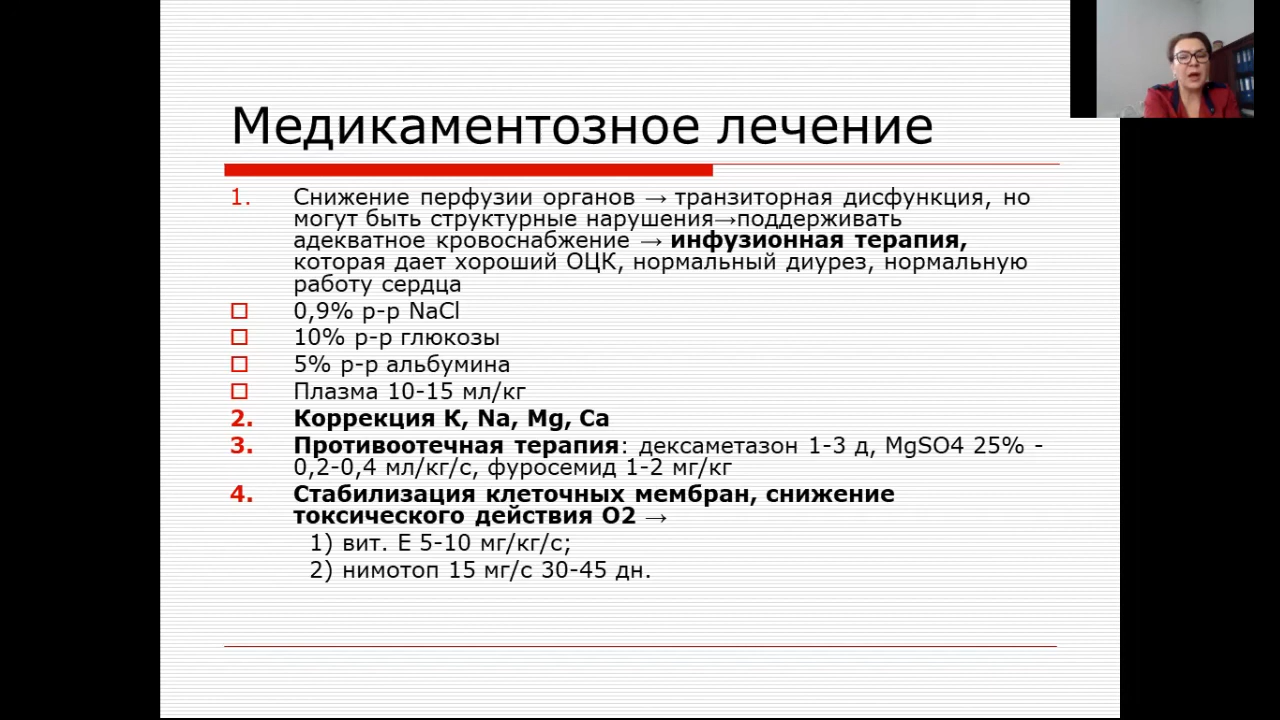 Медикаментозное лечение
1. Снижение перфузии органов → транзиторная дисфункция, но
могут быть структурные нарушения→поддерживать
адекватное кровоснабжение → инфузионная терапия,
которая дает хороший ОЦК, нормальный диурез, нормальную
работу сердца
0,9% р-р NaCl
10% р-р глюкозы
5% р-р альбумина
Плазма 10-15 мл/кг
2. Коррекция К, Na, Mg, Ca
3. Противоотечная терапия: дексаметазон 1-3 д, MgSO4 25% -
0,2-0,4 мл/кг/с, фуросемид 1-2 мг/кг
4. Стабилизация клеточных мембран, снижение
токсического действия О2 →
1) вит. Е 5-10 мг/кг/с;
2) нимотоп 15 мг/с 30-45 дн.